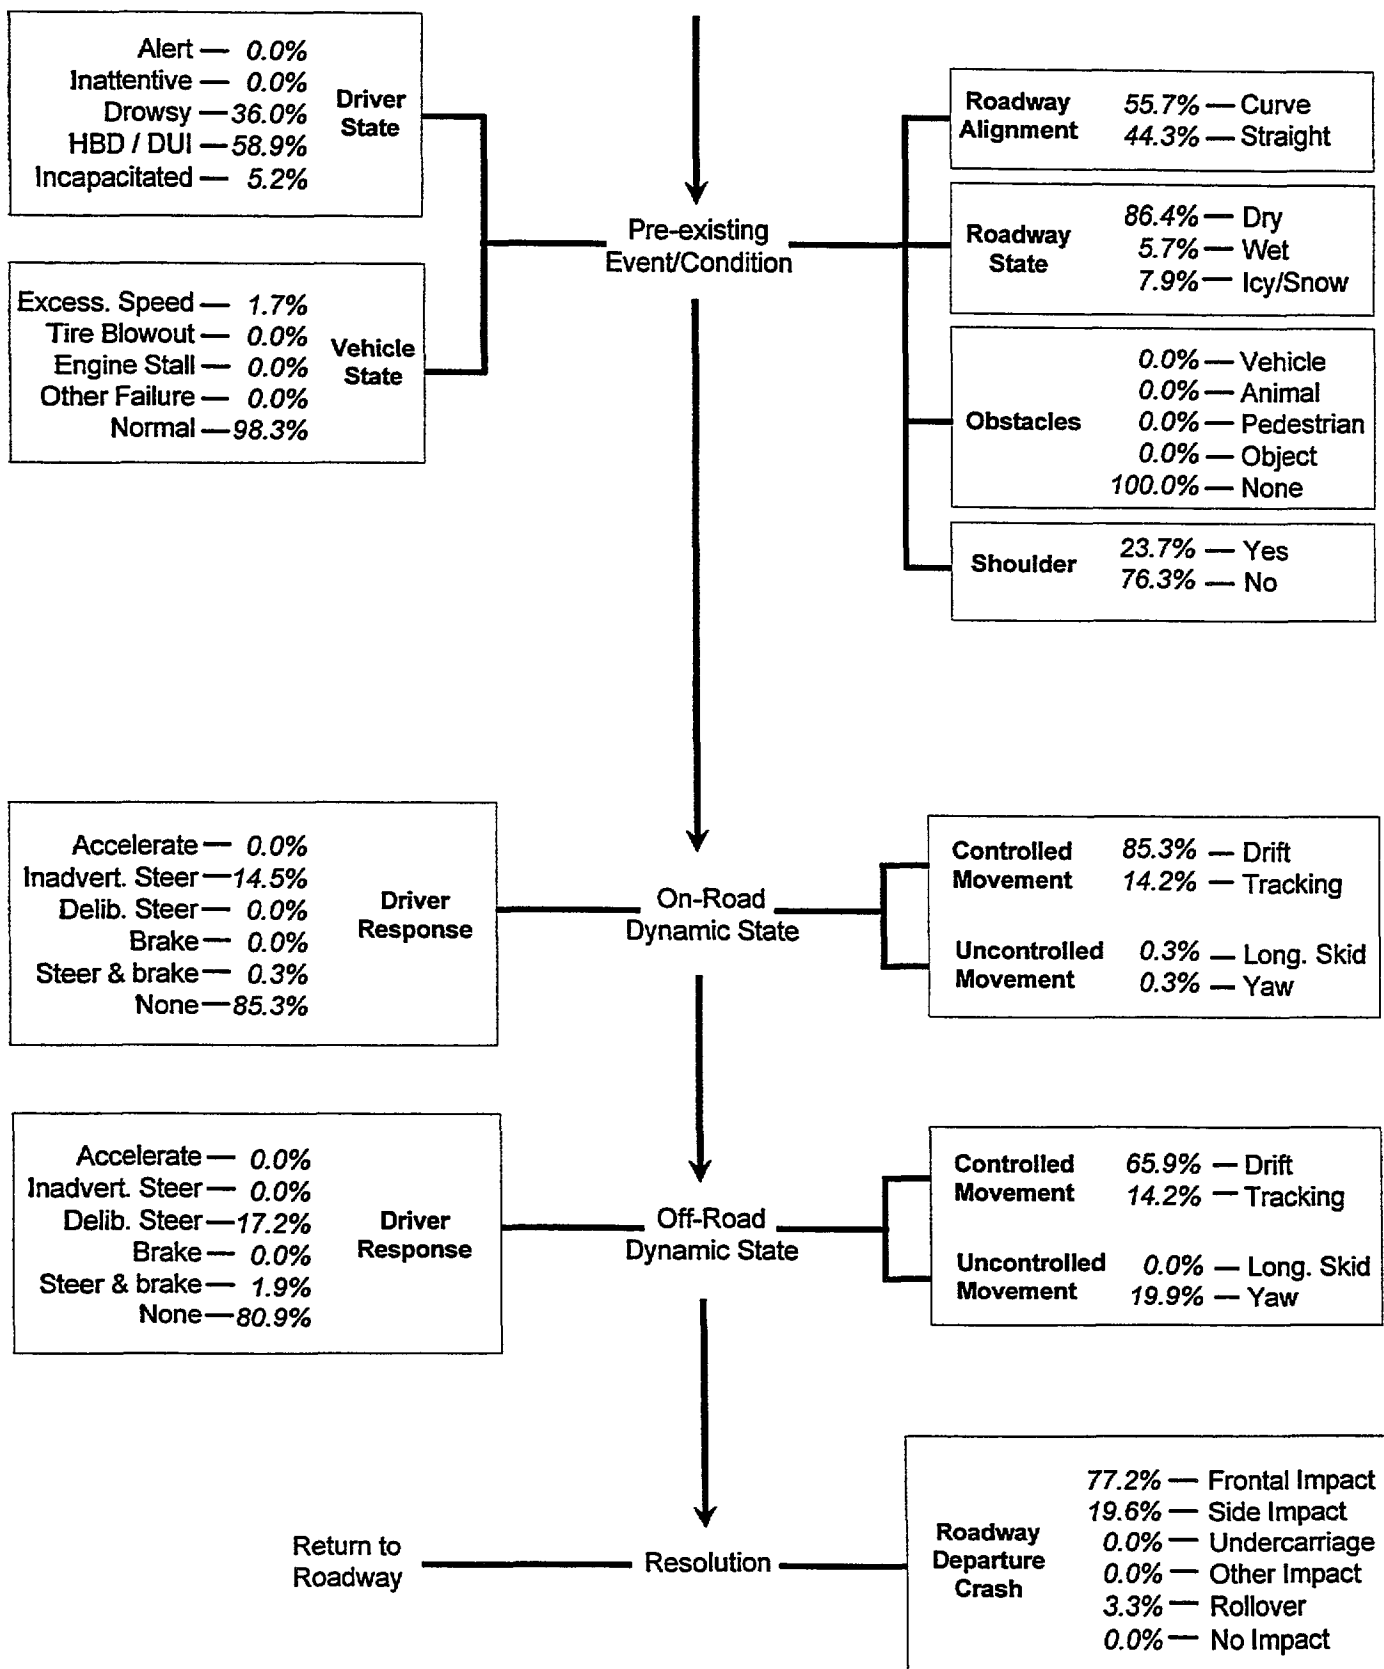 Alert — 0.0%
Inattentive — 0.0%
Drowsy — 36.0%
HBD / DUI — 58.9%
Incapacitated — 5.2%
Driver
State
Excess. Speed — 1.7%
Tire Blowout — 0.0%
Engine Stall — 0.0%
Other Failure — 0.0%
Normal — 98.3%
Vehicle
State
Pre-existing
Event/Condition
Roadway
Alignment
55.7% — Curve
44.3% — Straight
Roadway
State
86.4% — Dry
5.7% — Wet
7.9% — Icy/Snow
Obstacles
0.0% — Vehicle
0.0% — Animal
0.0% — Pedestrian
0.0% — Object
100.0% — None
Shoulder
23.7% — Yes
76.3% — No
Accelerate — 0.0%
Inadvert. Steer — 14.5%
Delib. Steer — 0.0%
Brake — 0.0%
Steer & brake — 0.3%
None — 85.3%
Driver
Response
On-Road
Dynamic State
Controlled
Movement
85.3% — Drift
14.2% — Tracking
Uncontrolled
Movement
0.3% — Long. Skid
0.3% — Yaw
Accelerate — 0.0%
Inadvert. Steer — 0.0%
Delib. Steer — 17.2%
Brake — 0.0%
Steer & brake — 1.9%
None — 80.9%
Driver
Response
Off-Road
Dynamic State
Controlled
Movement
65.9% — Drift
14.2% — Tracking
Uncontrolled
Movement
0.0% — Long. Skid
19.9% — Yaw
Return to
Roadway
Resolution
Roadway
Departure
Crash
77.2% — Frontal Impact
19.6% — Side Impact
0.0% — Undercarriage
0.0% — Other Impact
3.3% — Rollover
0.0% — No Impact